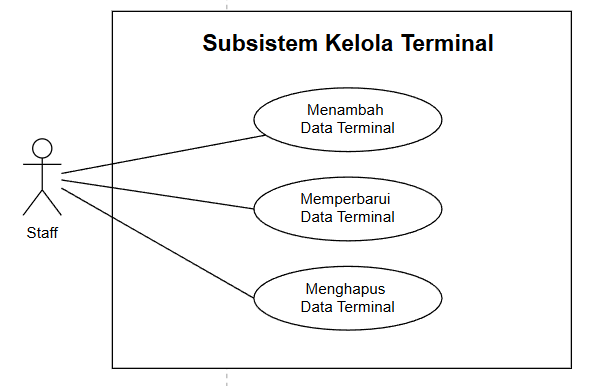 Subsistem Kelola Terminal
Menambah
Data Terminal
Memperbarui
Data Terminal
Staff
Menghapus
Data Terminal